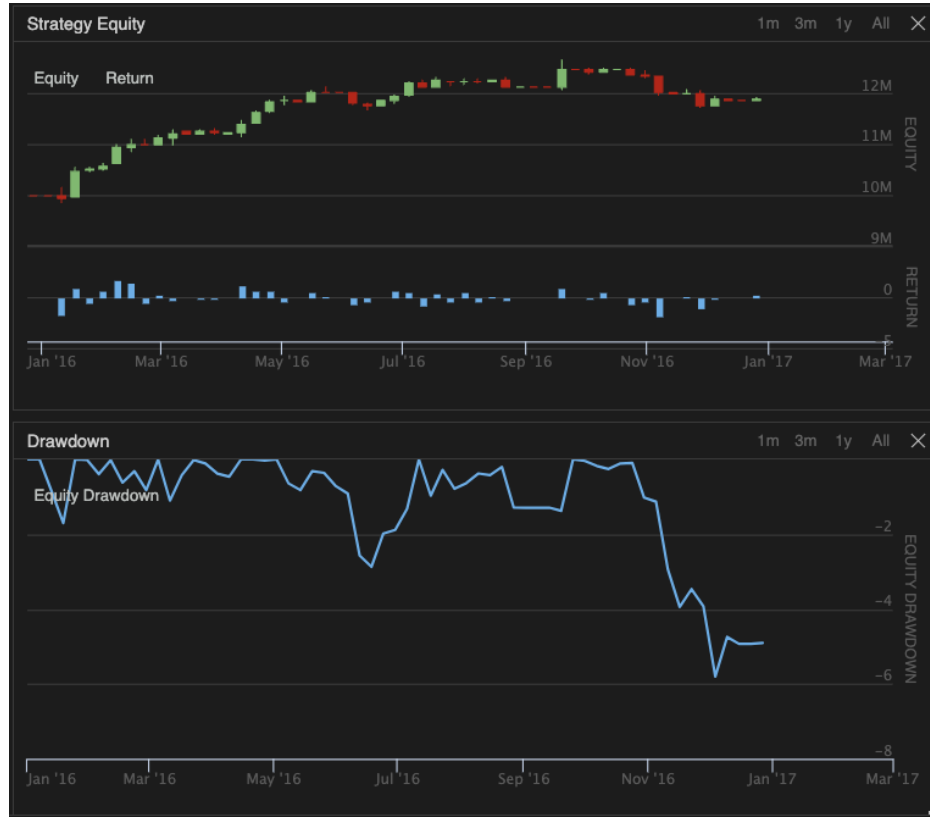 Strategy Equity 1m 3m 1y All
Equity Return
12M
11M
10M
9M
EQUITY
0
-5
RETURN
Jan '16 Mar '16 May '16 Jul '16 Sep '16 Nov '16 Jan '17 Mar '17
Drawdown 1m 3m 1y All
Equity Drawdown
-2
-4
-6
-8
EQUITY DRAWDOWN
Jan '16 Mar '16 May '16 Jul '16 Sep '16 Nov '16 Jan '17 Mar '17